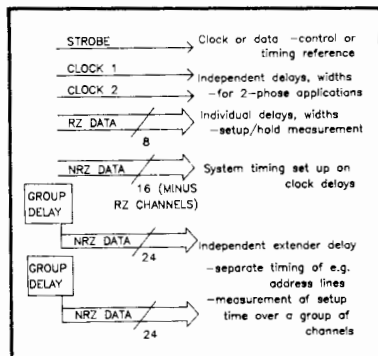 STROBE
Clock or data -control or
timing reference
CLOCK 1
CLOCK 2
Independent delays, widths
-for 2-phase applications
RZ DATA
8
Individual delays, widths
-setup/hold measurement
NRZ DATA
16 (MINUS
RZ CHANNELS)
System timing set up on
clock delays
GROUP
DELAY
NRZ DATA
24
Independent extender delay
GROUP
DELAY
-separate timing of e.g.
address lines
-measurement of setup
time over a group of
channels
NRZ DATA
24